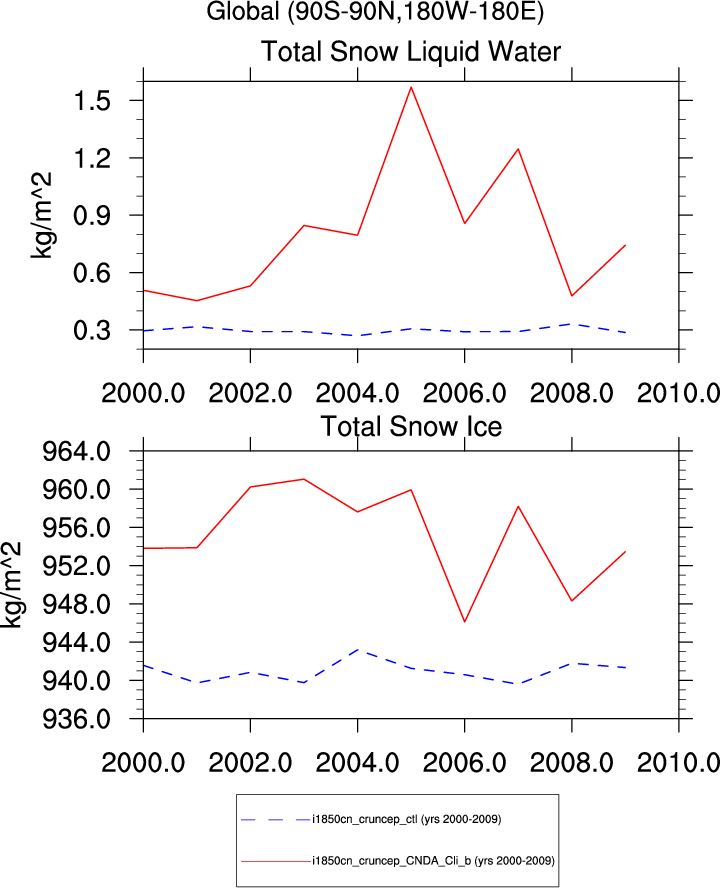 Global (90S-90N,180W-180E)
Total Snow Liquid Water
1.5
1.2
0.9
0.6
0.3
kg/m^2
2000.0 2002.0 2004.0 2006.0 2008.0 2010.0
Total Snow Ice
964.0
960.0
956.0
952.0
948.0
944.0
940.0
936.0
kg/m^2
2000.0 2002.0 2004.0 2006.0 2008.0 2010.0
i1850cn_cruncep_ctl (yrs 2000-2009)
i1850cn_cruncep_CNDA_Cli_b (yrs 2000-2009)